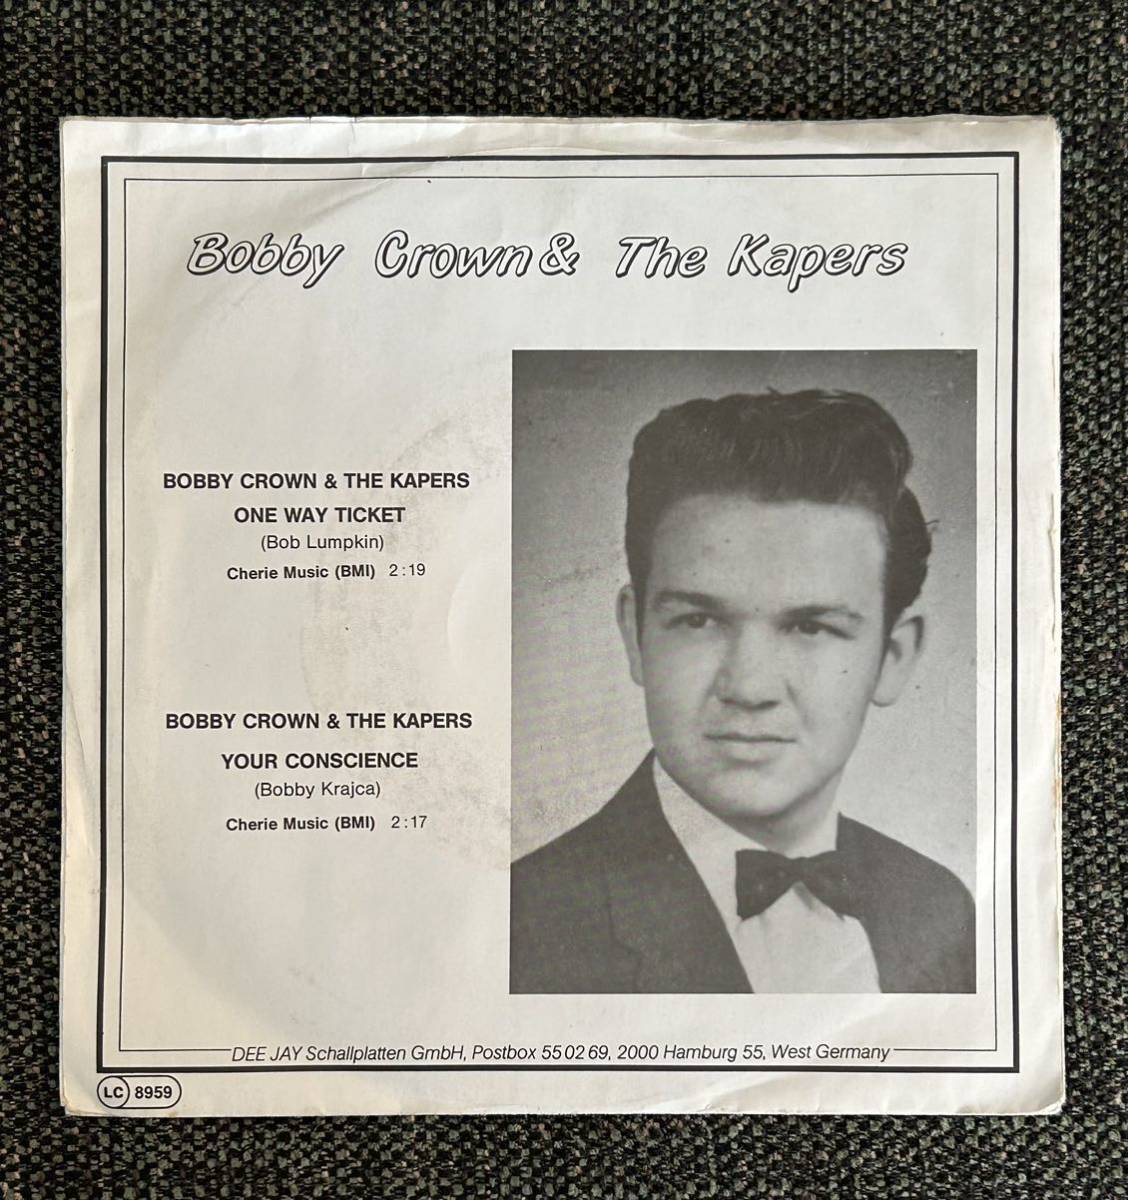 Bobby Crown & The Kapers
BOBBY CROWN & THE KAPERS
ONE WAY TICKET
(Bob Lumpkin)
Cherie Music (BMI) 2:19
BOBBY CROWN & THE KAPERS
YOUR CONSCIENCE
(Bobby Krajca)
Cherie Music (BMI) 2:17
DEE JAY Schallplatten GmbH, Postbox 55 02 69, 2000 Hamburg 55, West Germany
LC 8959